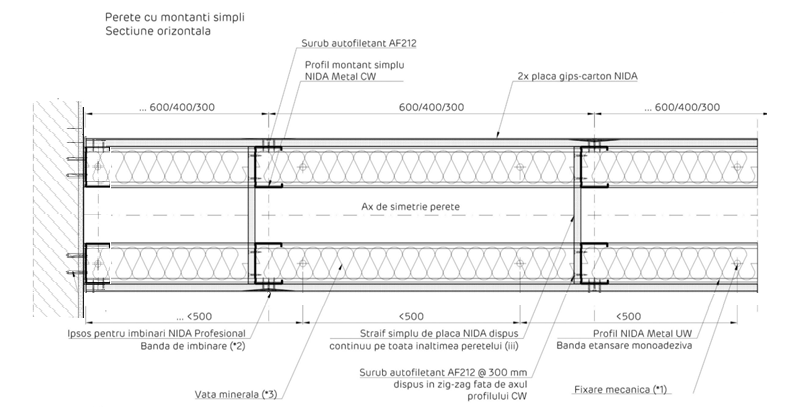 Perete cu montanti simpli
Sectiune orizontala
Surub autofiletant AF212
Profil montant simplu
NIDA Metal CW
2x placa gips-carton NIDA
... 600/400/300
600/400/300
... 600/400/300
Ax de simetrie perete
... <500
<500
<500
Ipsos pentru imbinari NIDA Profesional
Banda de imbinare (*2)
Straif simplu de placa NIDA dispus
continuu pe toata inaltimea peretelui (iii)
Profil NIDA Metal UW
Banda etansare monoadeziva
Surub autofiletant AF212 @ 300 mm
dispus in zig-zag fata de axul
profilului CW
Vata minerala (*3)
Fixare mecanica (*1)